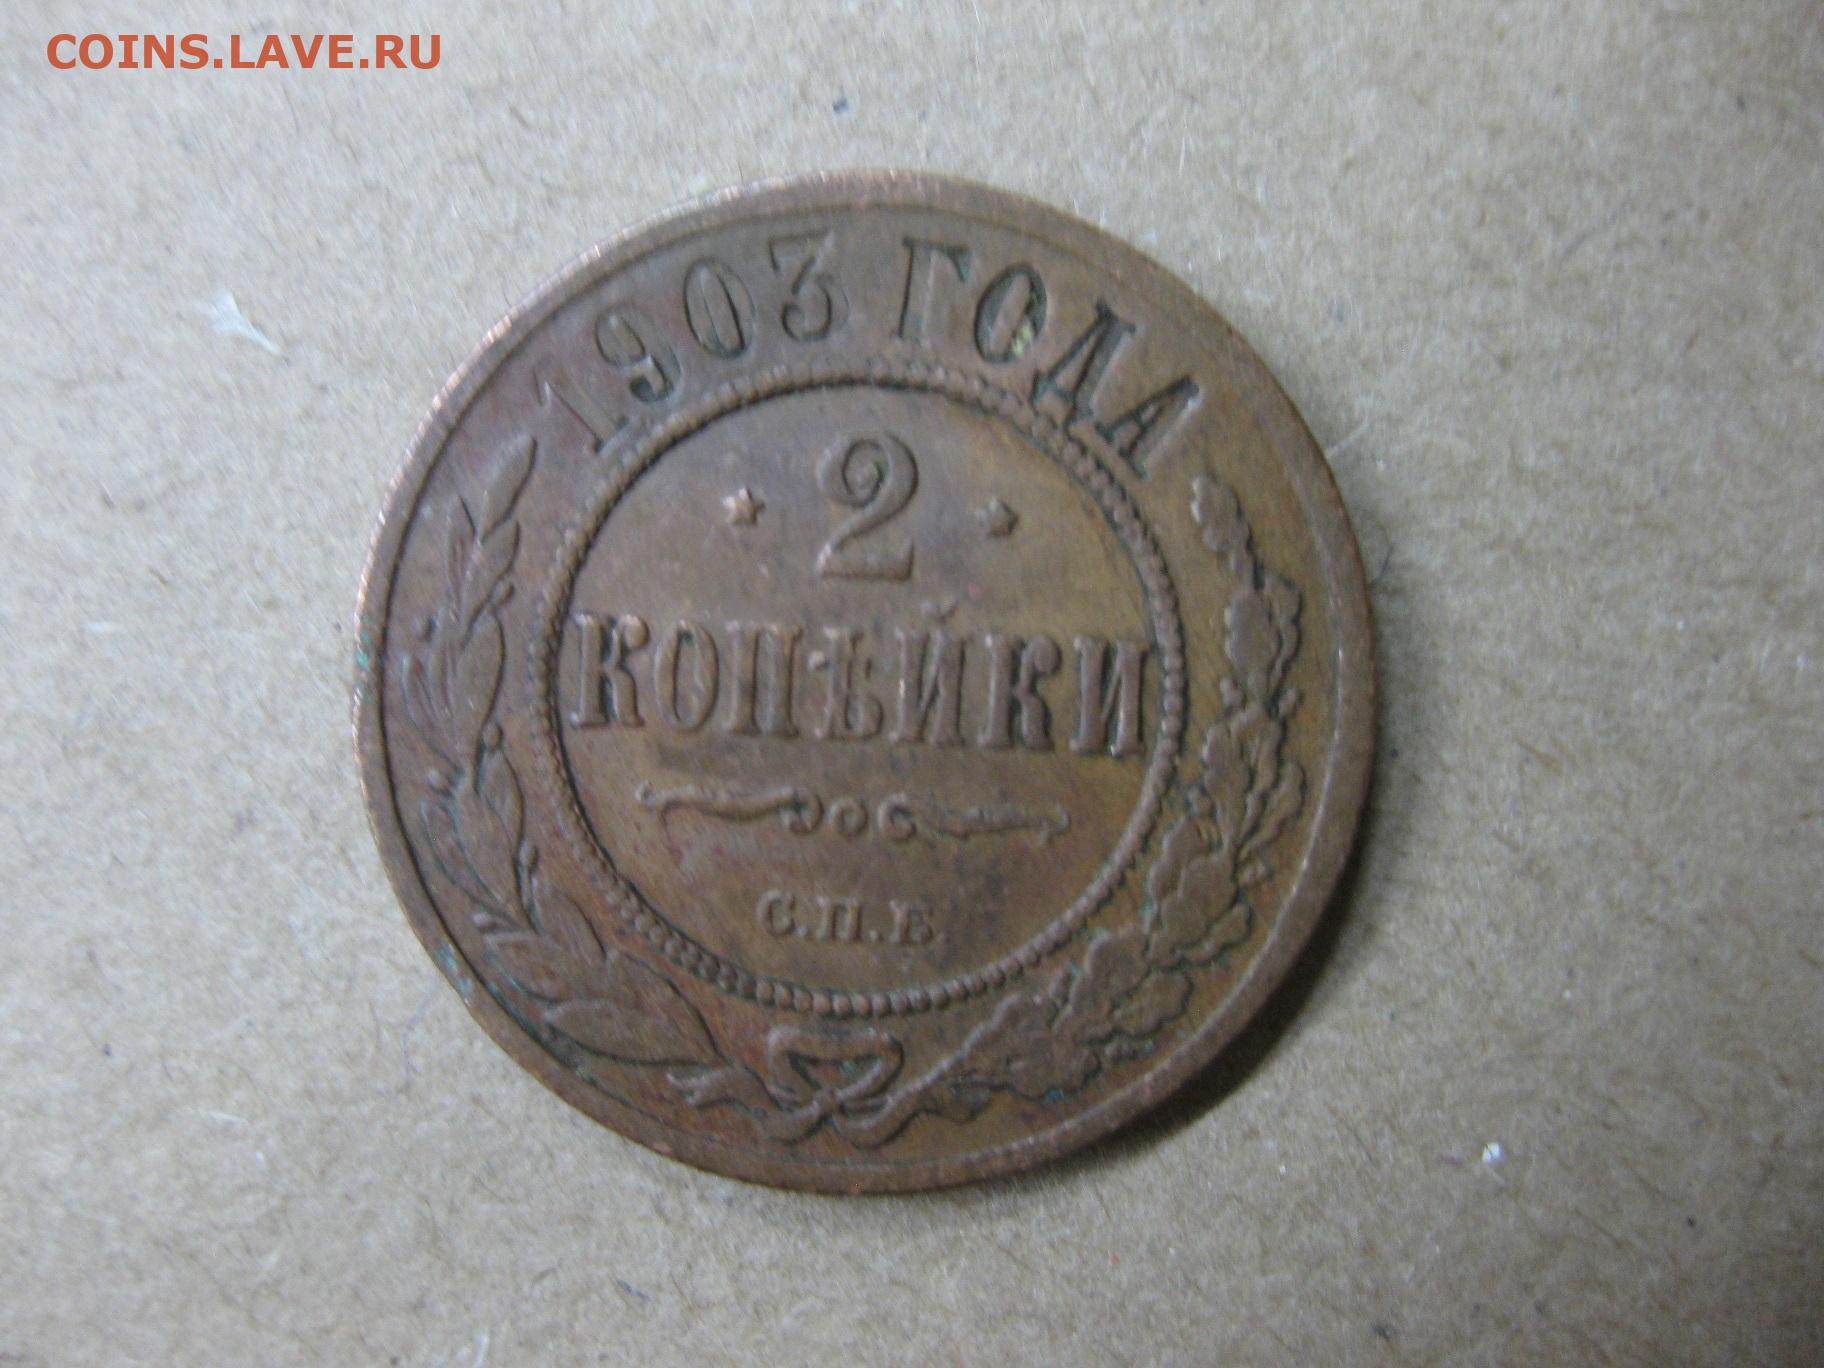 COINS.LAVE.RU
1903 ГОДА
2
КОПѢЙКИ
С.П.Б.